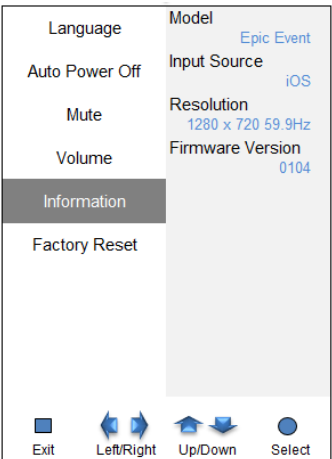 Language
Auto Power Off
Mute
Volume
Information
Factory Reset
Model
Epic Event
Input Source
iOS
Resolution
1280 x 720 59.9Hz
Firmware Version
0104
Exit Left/Right Up/Down Select